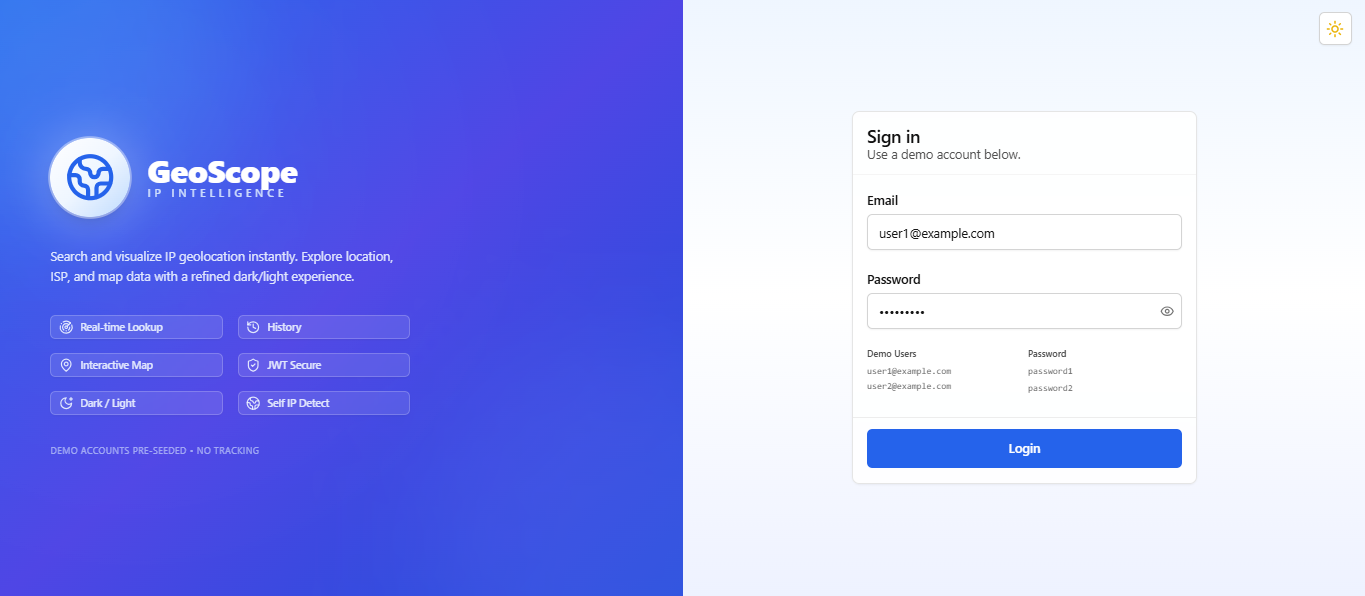 GeoScope
IP INTELLIGENCE
Search and visualize IP geolocation instantly. Explore location,
ISP, and map data with a refined dark/light experience.
Real-time Lookup
History
Interactive Map
JWT Secure
Dark / Light
Self IP Detect
DEMO ACCOUNTS PRE-SEEDED • NO TRACKING
Sign in
Use a demo account below.
Email
user1@example.com
Password
•••••••••
Demo Users
Password
user1@example.com
password1
user2@example.com
password2
Login